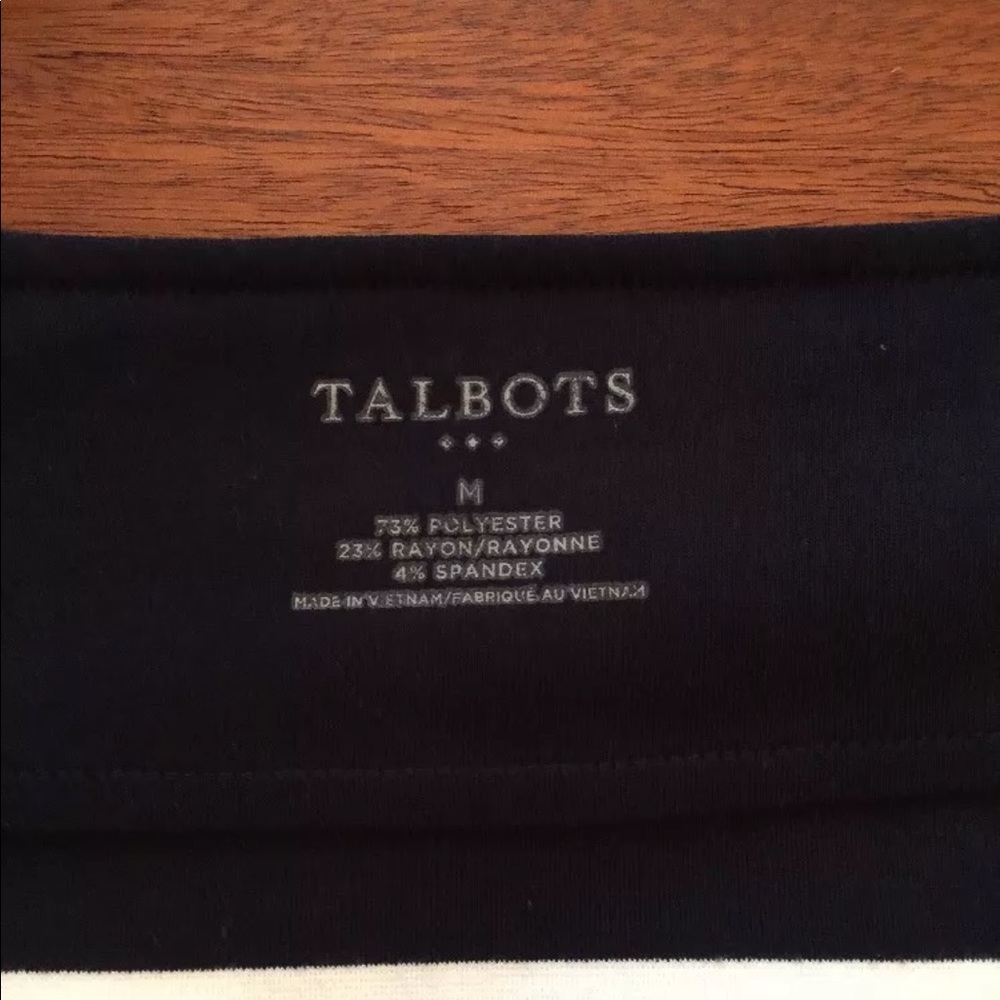 TALBOTS
M
73% POLYESTER
23% RAYON/RAYONNE
4% SPANDEX
MADE IN VIETNAM/FABRIQUÉ AU VIETNAM